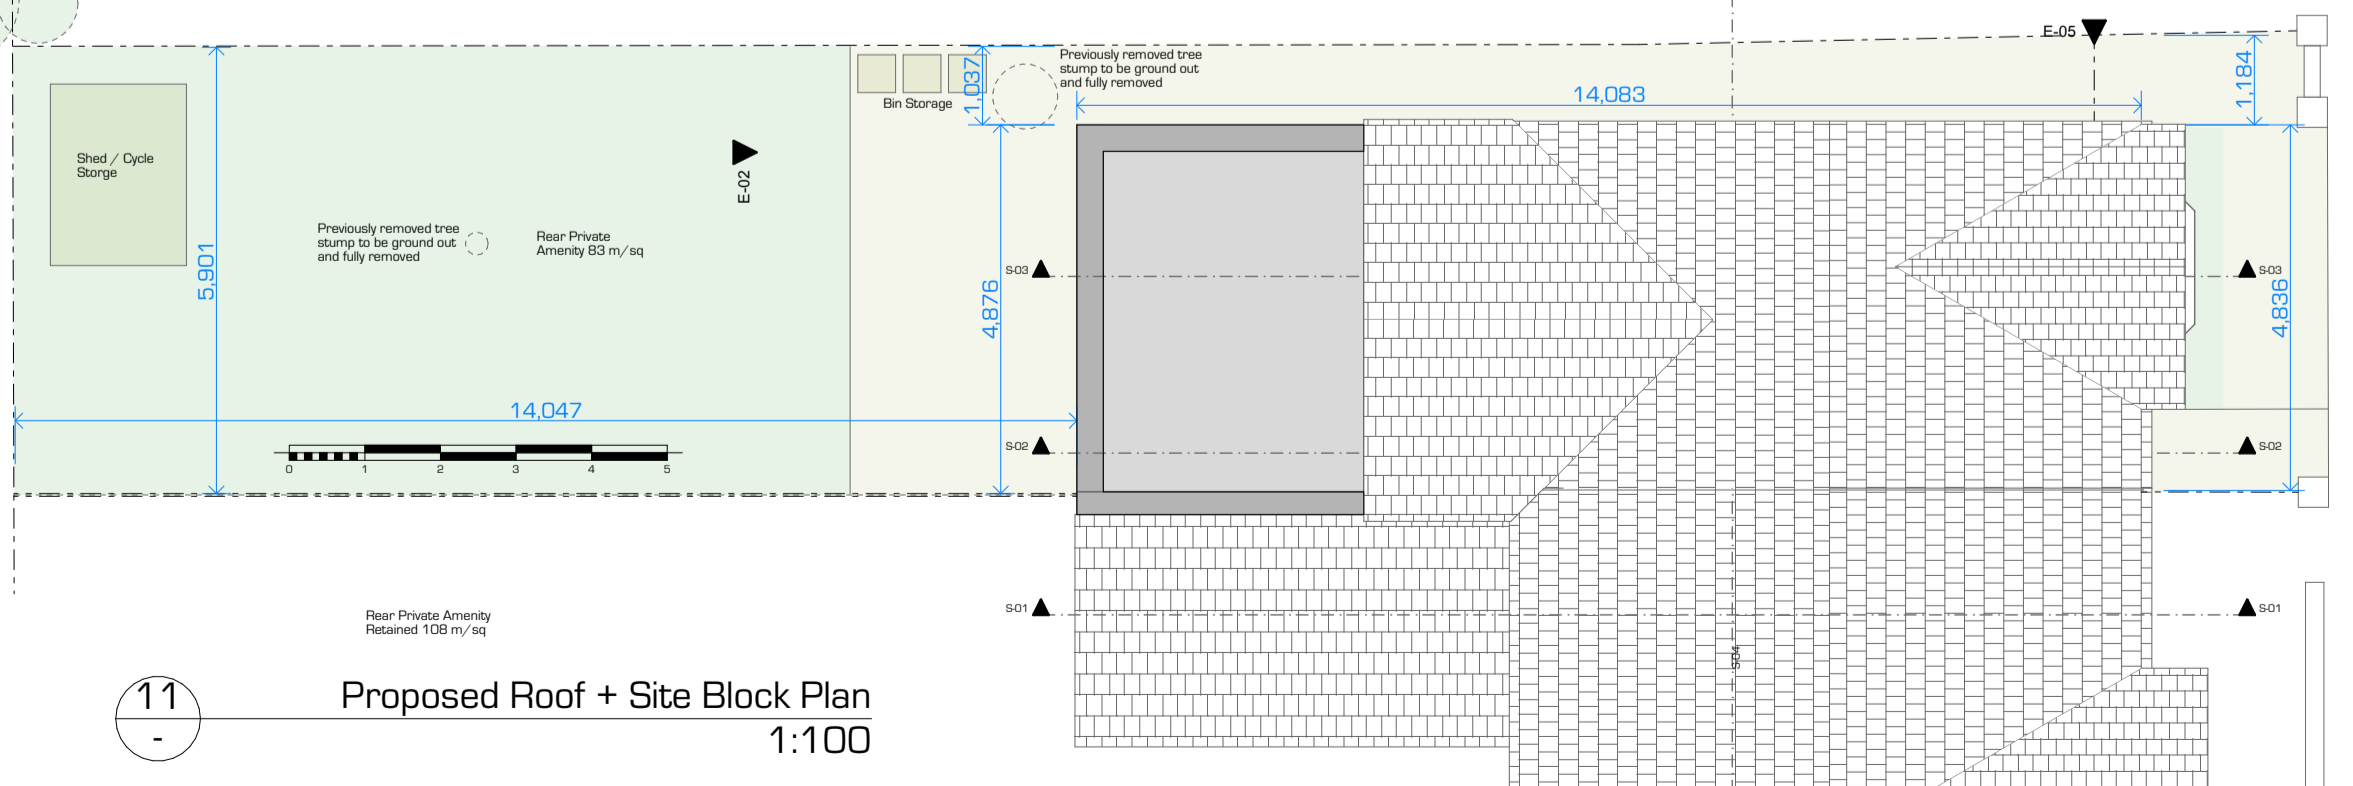 E-05
Previously removed tree
stump to be ground out
and fully removed
1,037
1,184
14,083
Bin Storage
Shed / Cycle
Storge
E-02
Previously removed tree
stump to be ground out
and fully removed
Rear Private
Amenity 83 m/sq
5,901
4,876
S-03
S-03
4,836
14,047
S-02
S-02
0 1 2 3 4 5
S-01
S-01
Rear Private Amenity
Retained 108 m/sq
S-04
11
-
Proposed Roof + Site Block Plan
1:100